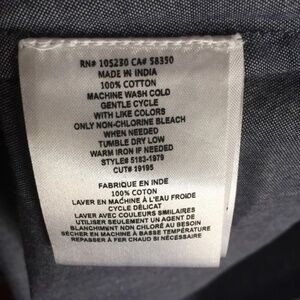 RN# 105230 CA# 58350
MADE IN INDIA
100% COTTON
MACHINE WASH COLD
GENTLE CYCLE
WITH LIKE COLORS
ONLY NON-CHLORINE BLEACH
WHEN NEEDED
TUMBLE DRY LOW
WARM IRON IF NEEDED
STYLE# 5183-1979
CUT# 19195
FABRIQUE EN INDE
100% COTON
LAVER EN MACHINE À L'EAU FROIDE
CYCLE DÉLICAT
LAVER AVEC COULEURS SIMILAIRES
UTILISER SEULEMENT UN AGENT DE
BLANCHIMENT NON CHLORÉ AU BESOIN
SÉCHER EN MACHINE À BASSE TEMPÉRATURE
REPASSER À FER CHAUD SI NÉCESSAIRE